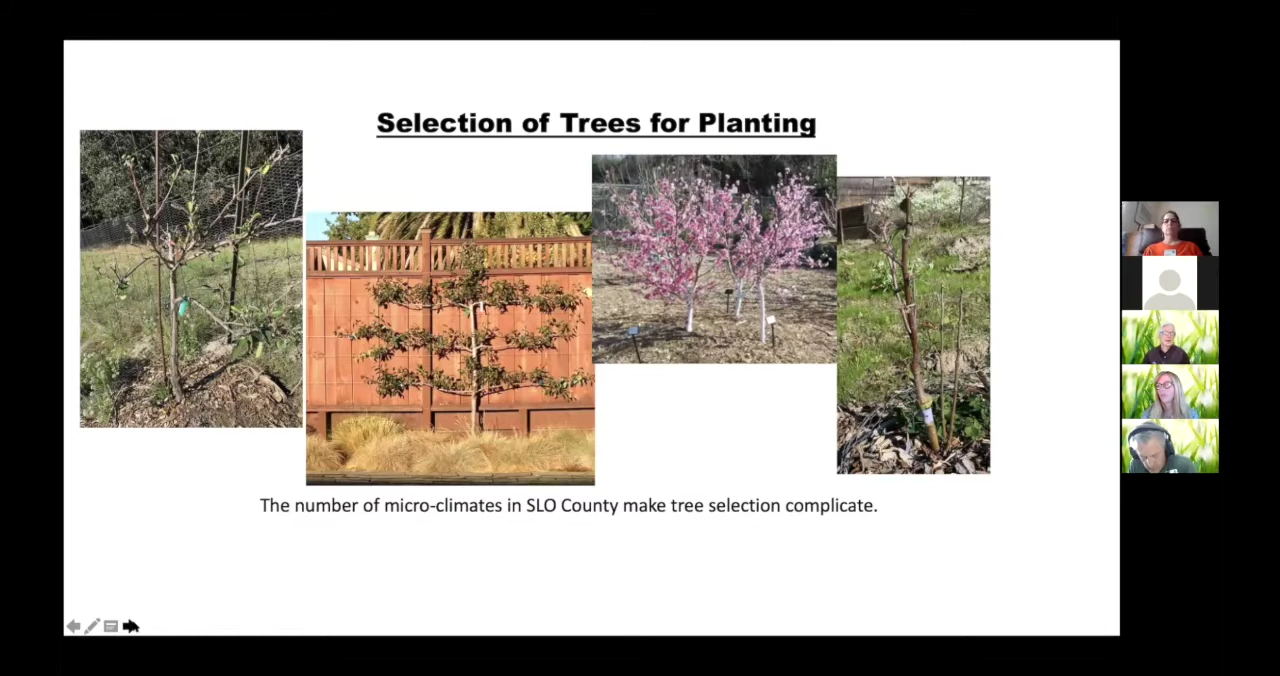 Selection of Trees for Planting
The number of micro-climates in SLO County make tree selection complicate.